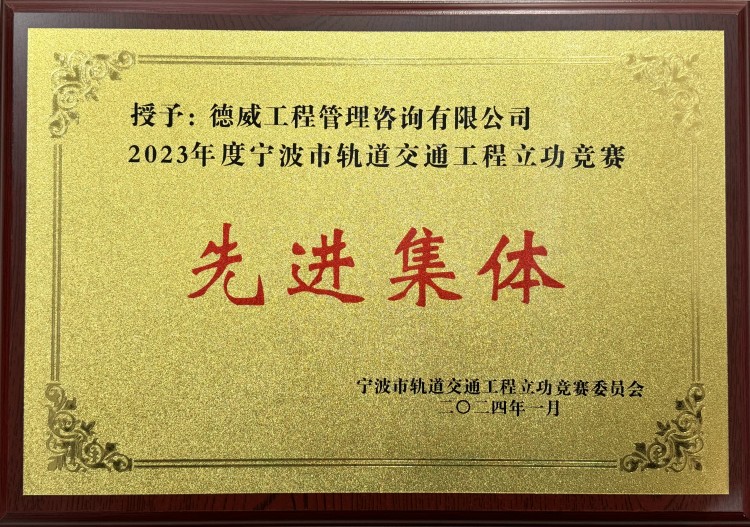 授予：德威工程管理咨询有限公司
2023年度宁波市轨道交通工程立功竞赛
先进集体
宁波市轨道交通工程立功竞赛委员会
二〇二四年一月